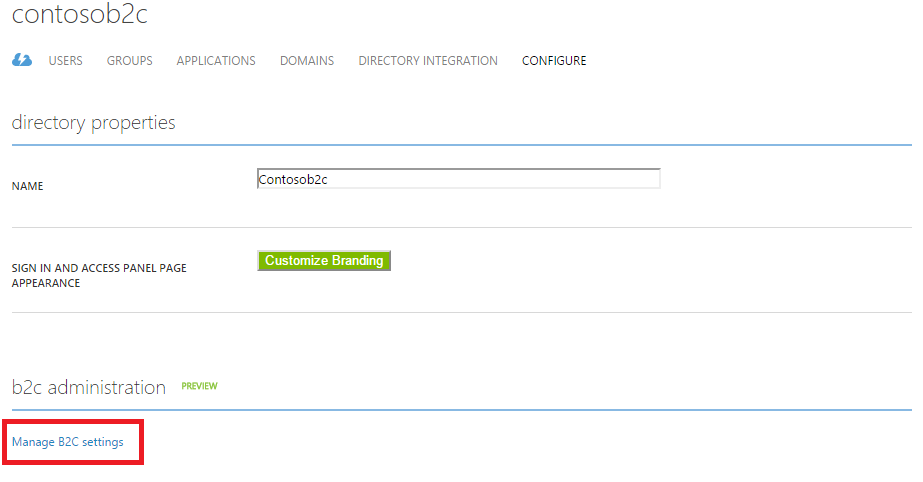 contosob2c
USERS GROUPS APPLICATIONS DOMAINS DIRECTORY INTEGRATION CONFIGURE
directory properties
NAME Contosob2c
SIGN IN AND ACCESS PANEL PAGE
APPEARANCE
Customize Branding
b2c administration PREVIEW
Manage B2C settings